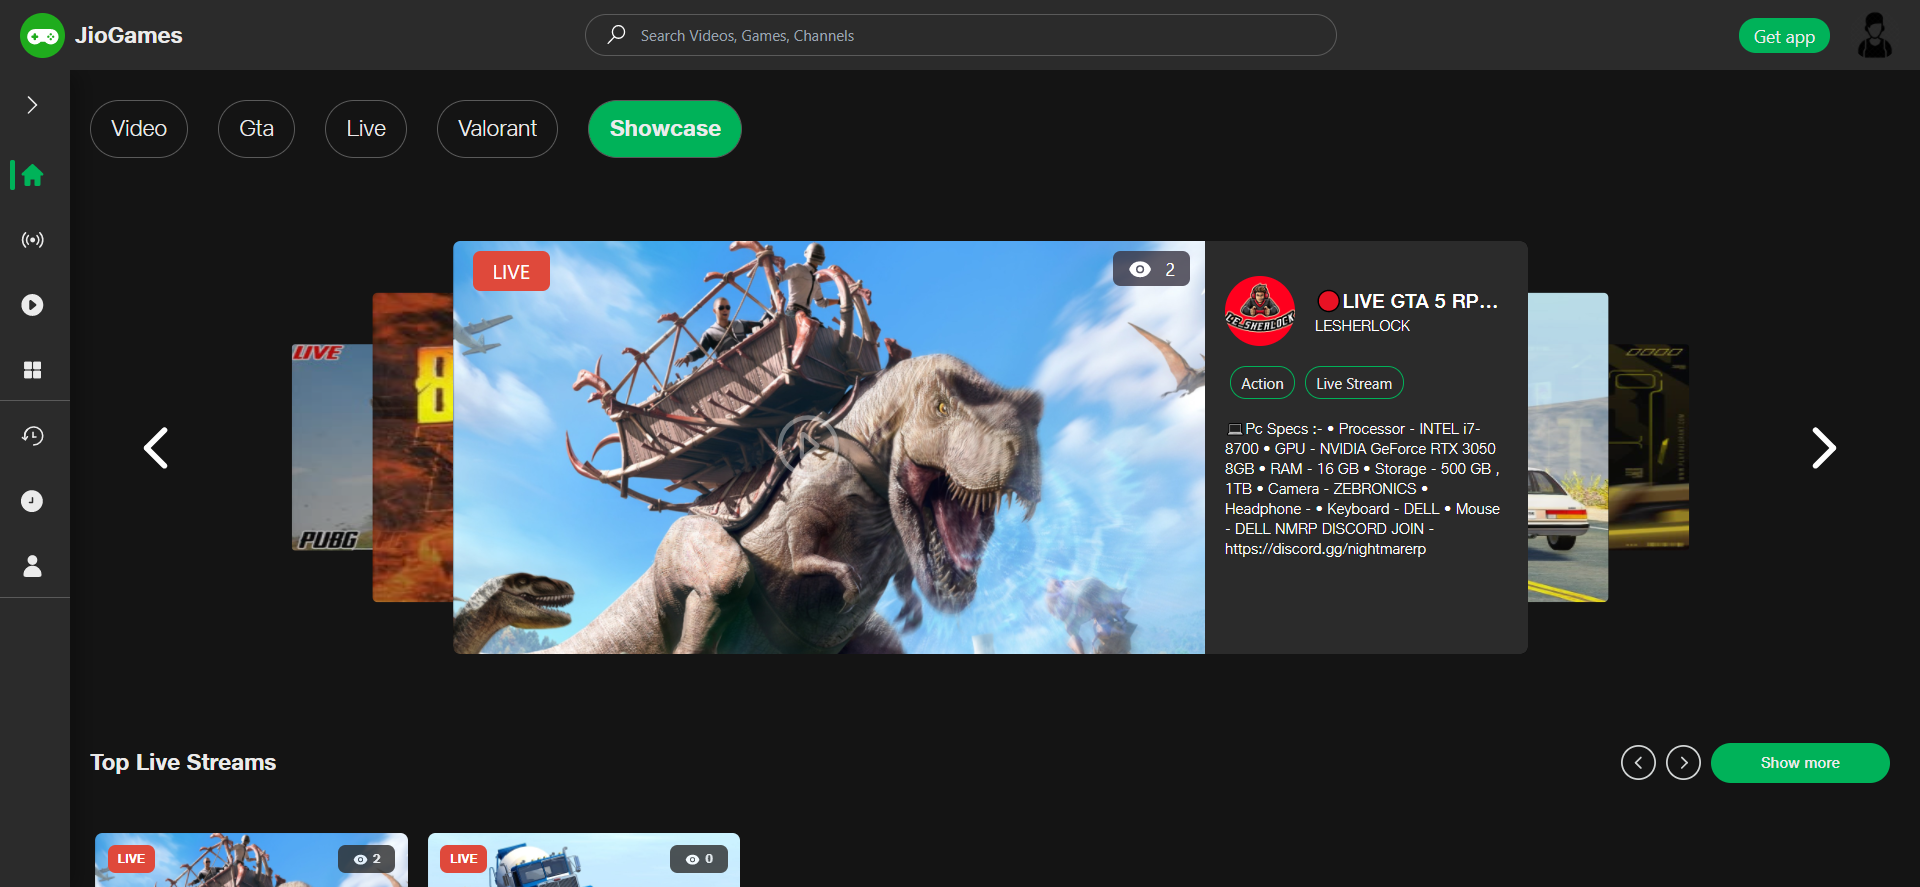 JioGames
Search Videos, Games, Channels
Get app
Video
Gta
Live
Valorant
Showcase
LIVE
PUBG
8
LIVE
2
🔴LIVE GTA 5 RP...
LESHERLOCK
LE SHERLOCK
Action
Live Stream
💻Pc Specs :- • Processor - INTEL i7-
8700 • GPU - NVIDIA GeForce RTX 3050
8GB • RAM - 16 GB • Storage - 500 GB ,
1TB • Camera - ZEBRONICS •
Headphone - • Keyboard - DELL • Mouse
- DELL NMRP DISCORD JOIN -
https://discord.gg/nightmarerp
Top Live Streams
Show more
LIVE
2
LIVE
0